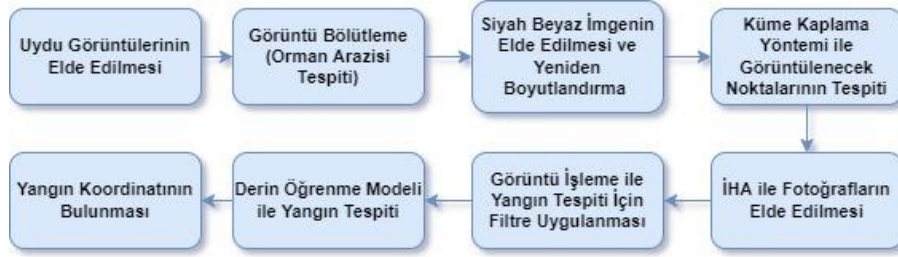 Uydu Görüntülerinin
Elde Edilmesi
Görüntü Bölütleme
(Orman Arazisi
Tespiti)
Siyah Beyaz İmgenin
Elde Edilmesi ve
Yeniden
Boyutlandırma
Küme Kaplama
Yöntemi ile
Görüntülenecek
Noktalarının Tespiti
İHA ile Fotoğrafların
Elde Edilmesi
Görüntü İşleme ile
Yangın Tespiti İçin
Filtre Uygulanması
Derin Öğrenme Modeli
ile Yangın Tespiti
Yangın Koordinatının
Bulunması